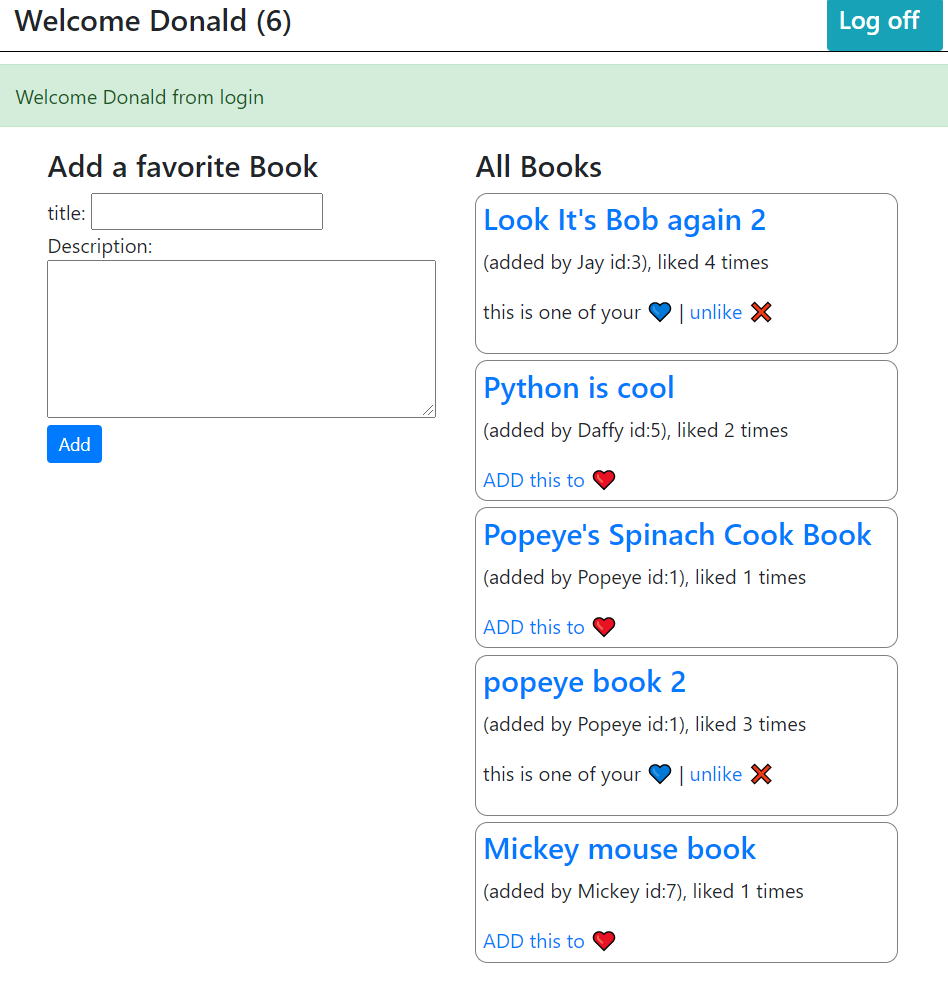 Welcome Donald (6)
Log off
Welcome Donald from login
Add a favorite Book
title:
Description:
Add
All Books
Look It's Bob again 2
(added by Jay id:3), liked 4 times
this is one of your 💙 | unlike ❌
Python is cool
(added by Daffy id:5), liked 2 times
ADD this to ❤️
Popeye's Spinach Cook Book
(added by Popeye id:1), liked 1 times
ADD this to ❤️
popeye book 2
(added by Popeye id:1), liked 3 times
this is one of your 💙 | unlike ❌
Mickey mouse book
(added by Mickey id:7), liked 1 times
ADD this to ❤️